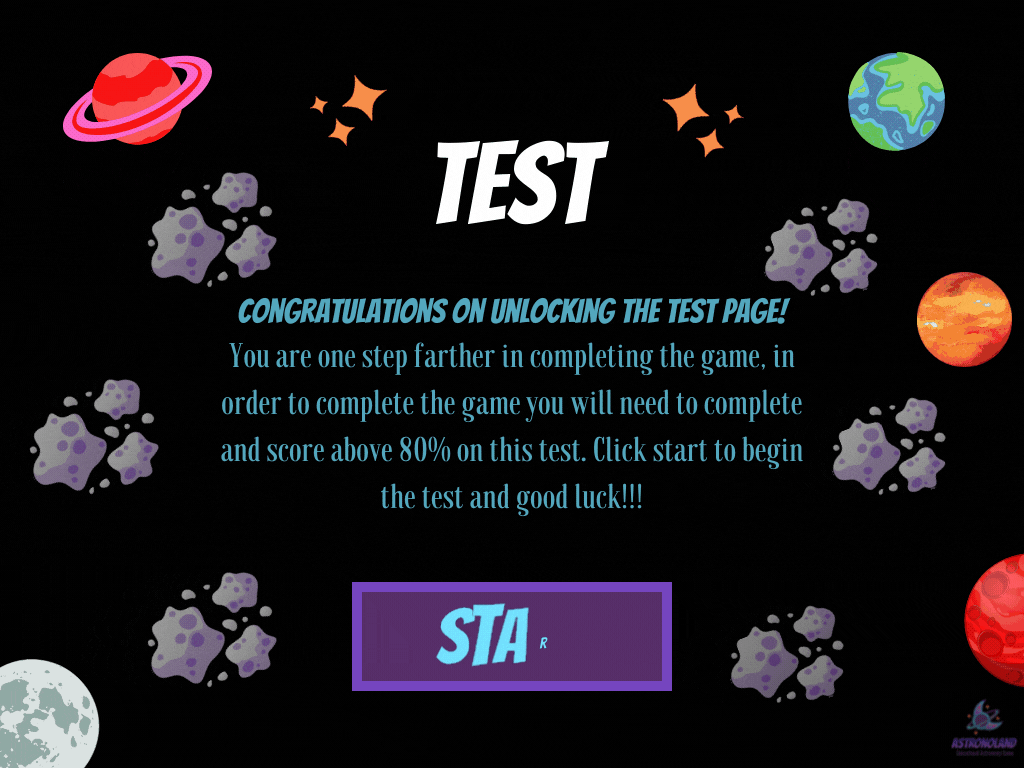 TEST
CONGRATULATIONS ON UNLOCKING THE TEST PAGE!
You are one step farther in completing the game, in
order to complete the game you will need to complete
and score above 80% on this test. Click start to begin
the test and good luck!!!
STA R
ASTRONOLAND